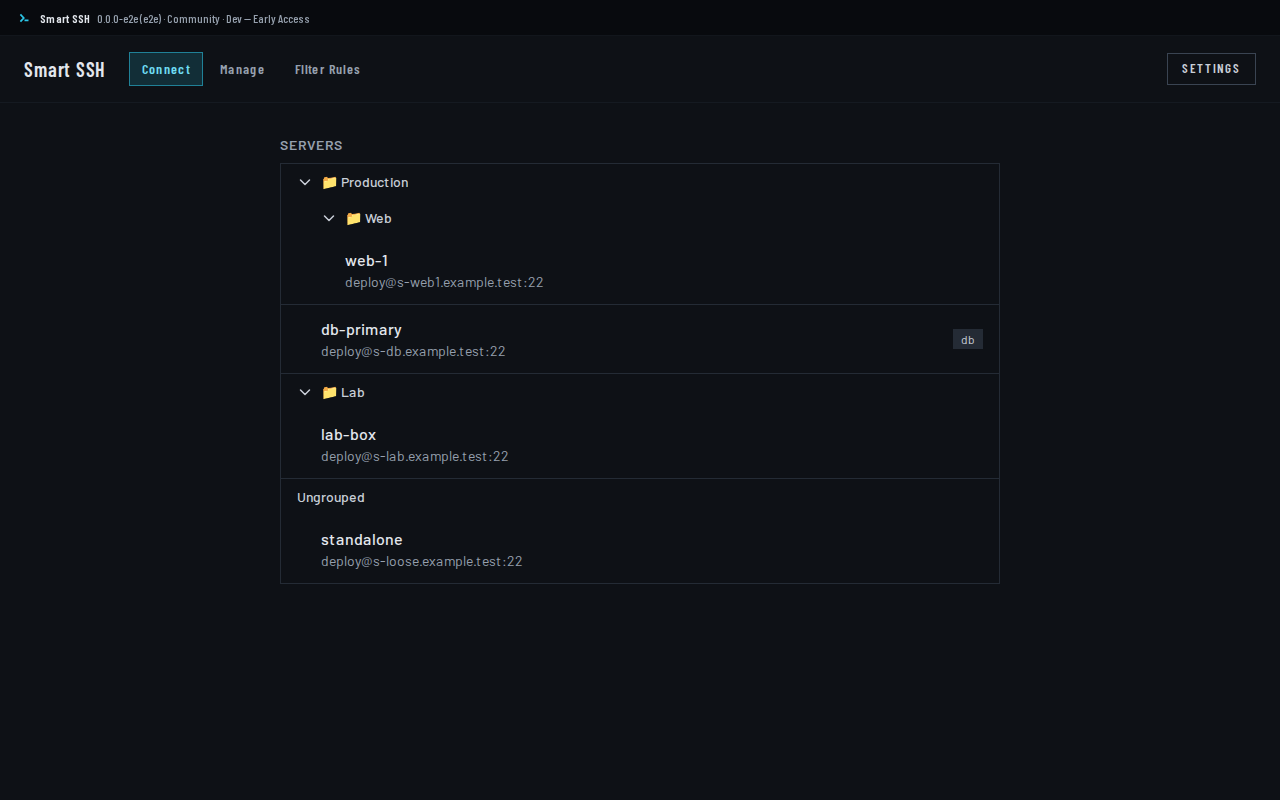 Smart SSH 0.0.0-e2e (e2e) · Community · Dev — Early Access
Smart SSH Connect Manage Filter Rules SETTINGS
SERVERS
Production
Web
web-1
deploy@s-web1.example.test:22
db-primary
deploy@s-db.example.test:22 db
Lab
lab-box
deploy@s-lab.example.test:22
Ungrouped
standalone
deploy@s-loose.example.test:22